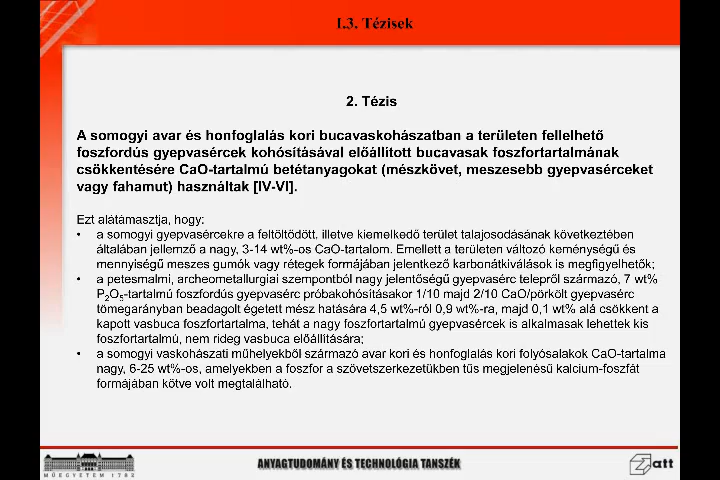 I.3. Tézisek
2. Tézis
A somogyi avar és honfoglalás kori bucavaskohászatban a területen fellelhető
foszfordús gyepvasércek kohósításával előállított bucavasak foszfortartalmának
csökkentésére CaO-tartalmú betétanyagokat (mészkövet, meszesebb gyepvasérceket
vagy fahamut) használtak [IV-VI].
Ezt alátámasztja, hogy:
• a somogyi gyepvasércekre a feltöltödött, illetve kiemelkedő terület talajosodásának következtében
általában jellemző a nagy, 3-14 wt%-os CaO-tartalom. Emellett a területen változó keménységű és
mennyiségű meszes gumók vagy rétegek formájában jelentkező karbonátkiválások is megfigyelhetők;
• a petesmalmi, archeometallurgiai szempontból nagy jelentőségű gyepvasérc telepről származó, 7 wt%
P₂O₅-tartalmú foszfordús gyepvasérc próbakohósításakor 1/10 majd 2/10 CaO/pörkölt gyepvasérc
tömegarányban beadagolt égetett mész hatására 4,5 wt%-ról 0,9 wt%-ra, majd 0,1 wt% alá csökkent a
kapott vasbuca foszfortartalma, tehát a nagy foszfortartalmú gyepvasércek is alkalmasak lehettek kis
foszfortartalmú, nem rideg vasbuca előállítására;
• a somogyi vaskohászati műhelyekből származó avar kori és honfoglalás kori folyósalakok CaO-tartalma
nagy, 6-25 wt%-os, amelyekben a foszfor a szövetszerkezetükben tűs megjelenésű kalcium-foszfát
formájában kötve volt megtalálható.
MŰEGYETEM 1782
ANYAGTUDOMÁNY ÉS TECHNOLÓGIA TANSZÉK
att